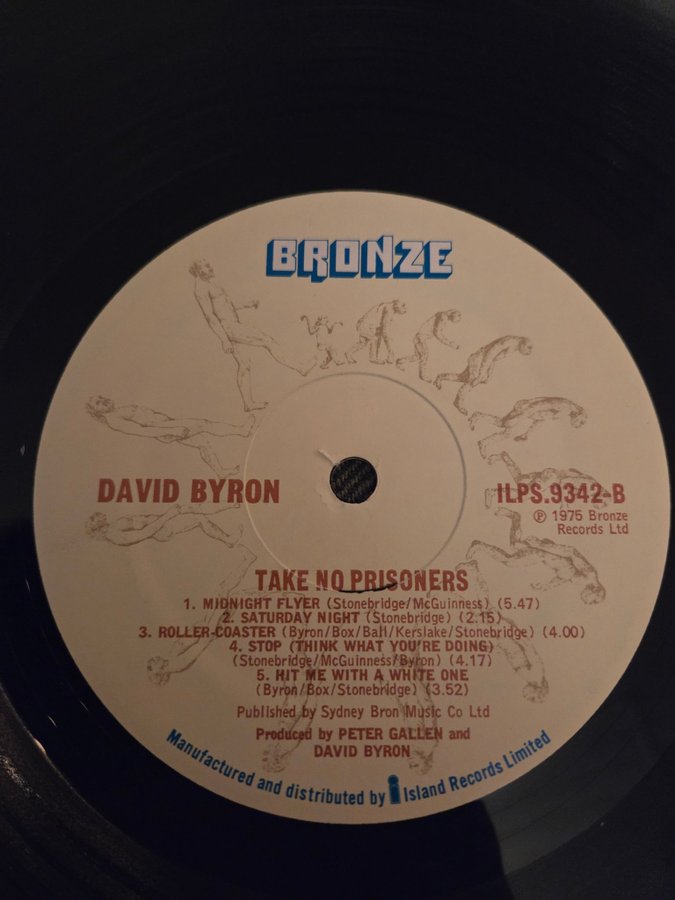 BRONZE
DAVID BYRON
ILPS.9342-B
℗ 1975 Bronze
Records Ltd
TAKE NO PRISONERS
1. MIDNIGHT FLYER (Stonebridge/McGuinness) (5.47)
2. SATURDAY NIGHT (Stonebridge) (2.15)
3. ROLLER-COASTER (Byron/Box/Ball/Kerslake/Stonebridge) (4.00)
4. STOP (THINK WHAT YOU'RE DOING)
(Stonebridge/McGuinness/Byron) (4.17)
5. HIT ME WITH A WHITE ONE
(Byron/Box/Stonebridge) (3.52)
Published by Sydney Bron Music Co Ltd
Produced by PETER GALLEN and
DAVID BYRON
Manufactured and distributed by i Island Records Limited